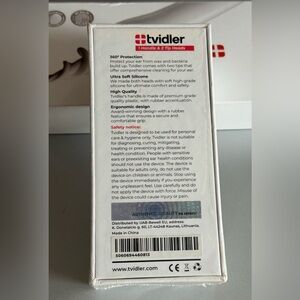 tvidler
1 Handle & 2 Tip Heads
360° Protection
Protect your ear from wax and bacteria
build up. Tvidler comes with two tips that
offer comprehensive cleaning for your ear.
Ultra Soft Silicone
We made both heads with soft high-grade
silicone for ultimate comfort and safety.
High Quality
Tvidler's handle is made of premium grade
quality plastic, with rubber accentuation.
Ergonomic design
Award-winning design with a rubber
feature that ensures a secure and
comfortable grip.
Safety notice:
Tvidler is designed to be used for personal
care & hygiene only. Tvidler is not suitable
for diagnosing, curing, mitigating,
treating or preventing any disease or
health condition. People with sensitive
ears or preexisting ear health conditions
should not use the device. The device is
suitable for adults only, do not use the
device on children or animals. Stop using
the device immediately if you experience
any unpleasant feel. Use carefully and do
not apply the device with force. Misuse of
the device could cause injury or pain.
Distributed by UAB Rewell EU, address:
K. Donelaicio g. 60, LT-44248 Kaunas, Lithuania.
Made in China
5060694460813
www.tvidler.com
CE